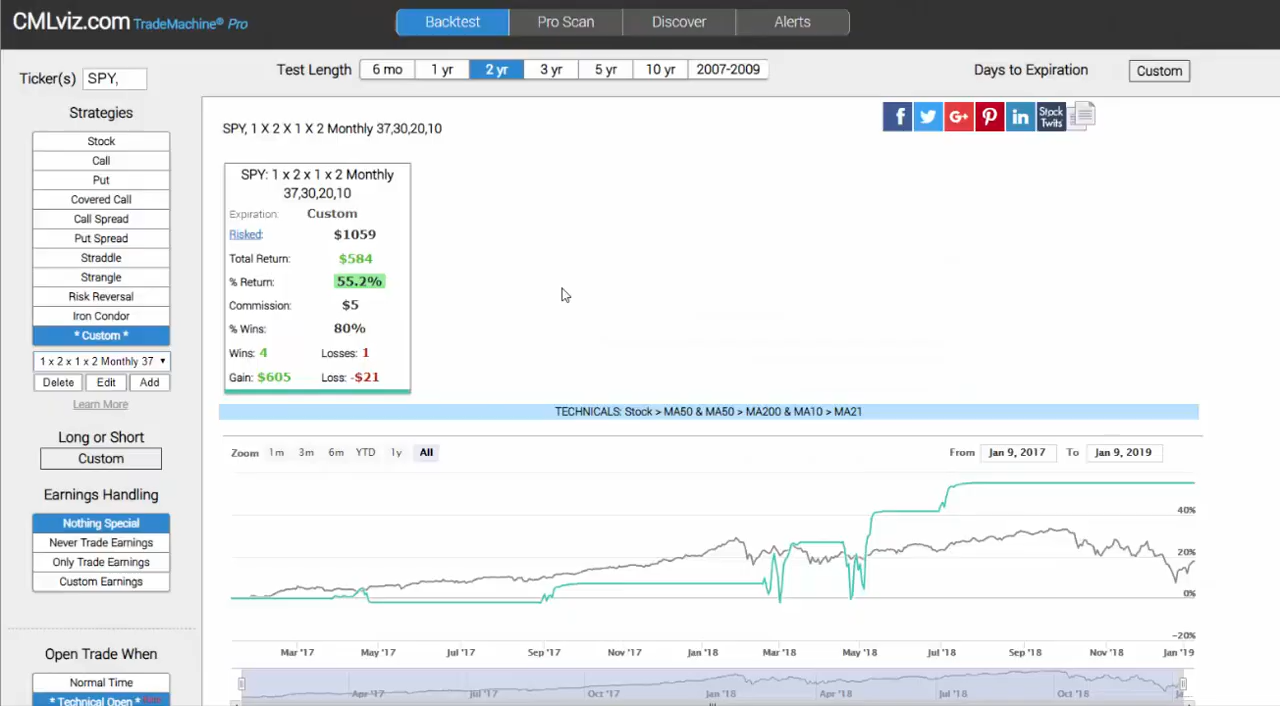 CMLviz.com TradeMachine® Pro
Backtest
Pro Scan
Discover
Alerts
Ticker(s) SPY,
Test Length 6 mo 1 yr 2 yr 3 yr 5 yr 10 yr 2007-2009
Days to Expiration Custom
Strategies
Stock
Call
Put
Covered Call
Call Spread
Put Spread
Straddle
Strangle
Risk Reversal
Iron Condor
* Custom *
1 x 2 x 1 x 2 Monthly 37
Delete Edit Add
Learn More
Long or Short
Custom
Earnings Handling
Nothing Special
Never Trade Earnings
Only Trade Earnings
Custom Earnings
Open Trade When
Normal Time
* Technical Open *
SPY, 1 X 2 X 1 X 2 Monthly 37,30,20,10
f G+ in Stock Twits
SPY: 1 x 2 x 1 x 2 Monthly
37,30,20,10
Expiration: Custom
Risked: $1059
Total Return: $584
% Return: 55.2%
Commission: $5
% Wins: 80%
Wins: 4 Losses: 1
Gain: $605 Loss: -$21
TECHNICALS: Stock > MA50 & MA50 > MA200 & MA10 > MA21
Zoom 1m 3m 6m YTD 1y All
From Jan 9, 2017 To Jan 9, 2019
40%
20%
0%
-20%
Mar '17 May '17 Jul '17 Sep '17 Nov '17 Jan '18 Mar '18 May '18 Jul '18 Sep '18 Nov '18 Jan '19
Apr '17 Jul '17 Oct '17 Jan '18 Apr '18 Jul '18 Oct '18